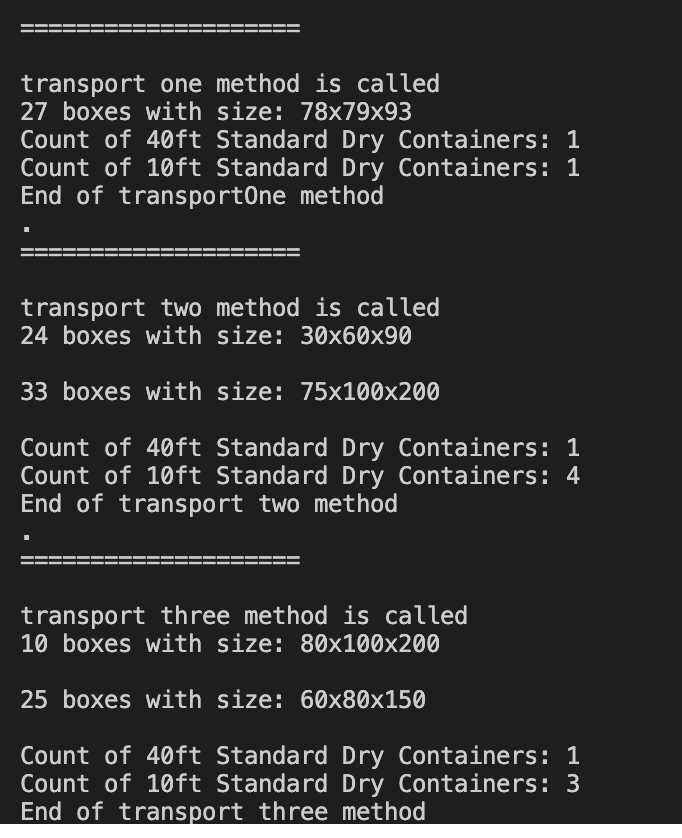 ====================
transport one method is called
27 boxes with size: 78x79x93
Count of 40ft Standard Dry Containers: 1
Count of 10ft Standard Dry Containers: 1
End of transportOne method
.
====================
transport two method is called
24 boxes with size: 30x60x90
33 boxes with size: 75x100x200
Count of 40ft Standard Dry Containers: 1
Count of 10ft Standard Dry Containers: 4
End of transport two method
.
====================
transport three method is called
10 boxes with size: 80x100x200
25 boxes with size: 60x80x150
Count of 40ft Standard Dry Containers: 1
Count of 10ft Standard Dry Containers: 3
End of transport three method